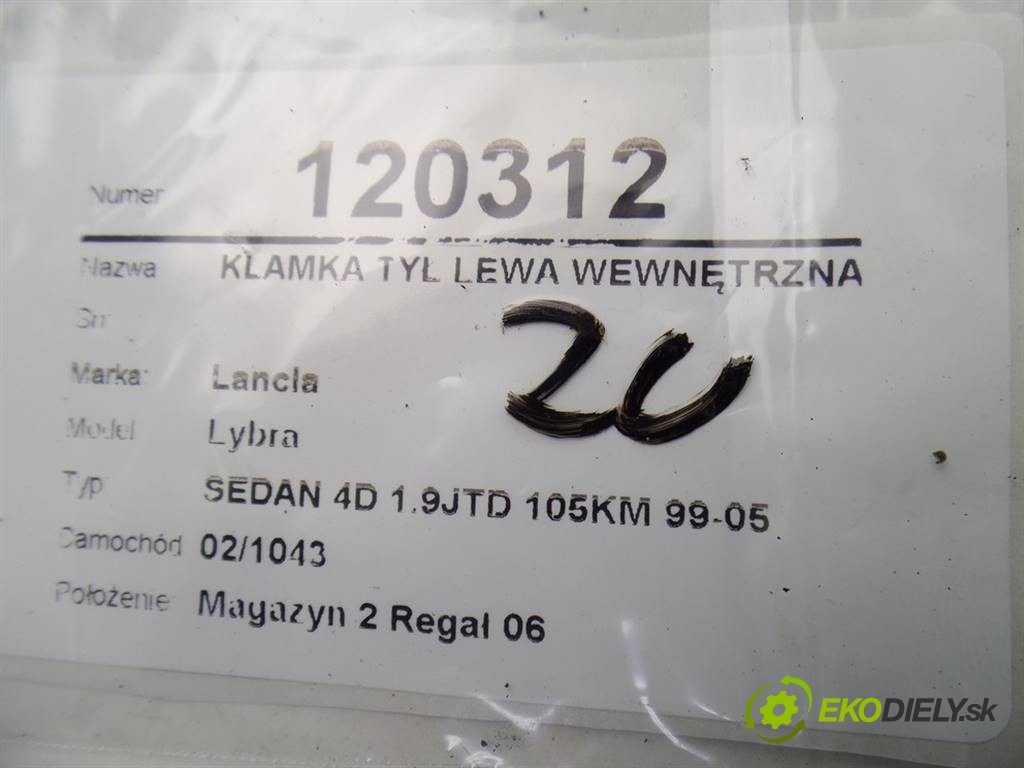 Numer 120312
Nazwa KLAMKA TYŁ LEWA WEWNĘTRZNA
Sn
20
Marka: Lancia
Model Lybra
Typ SEDAN 4D 1.9JTD 105KM 99-05
Samochód 02/1043
Położenie Magazyn 2 Regał 06
EKODIELY.sk